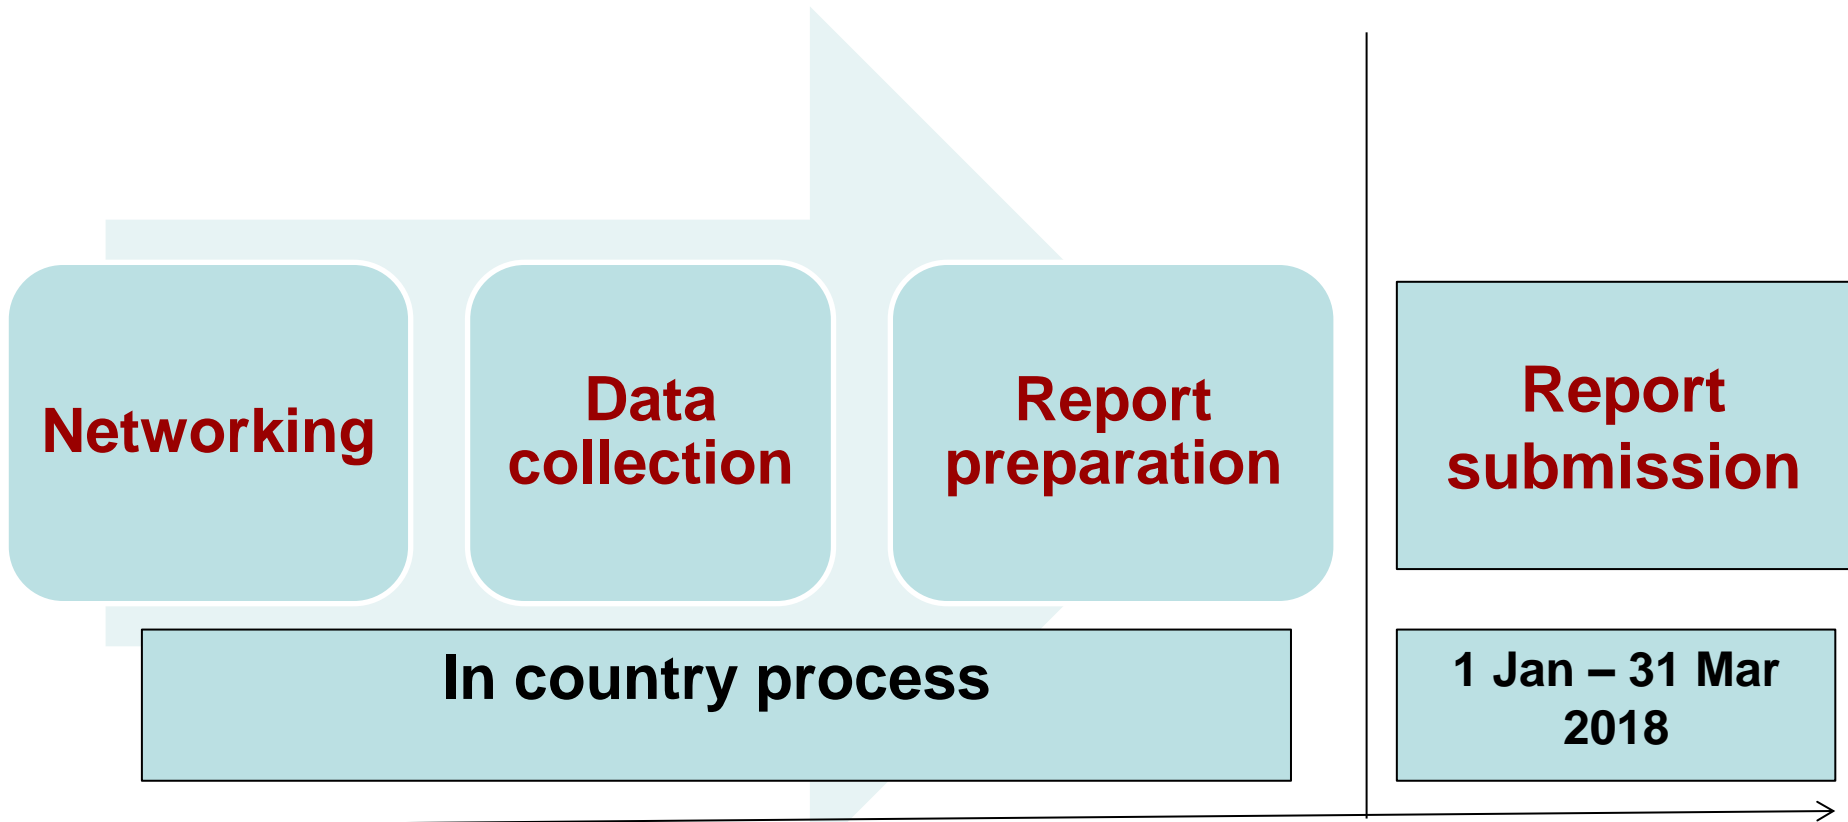 Networking
Data
collection
Report
preparation
Report
submission
In country process
1 Jan – 31 Mar
2018